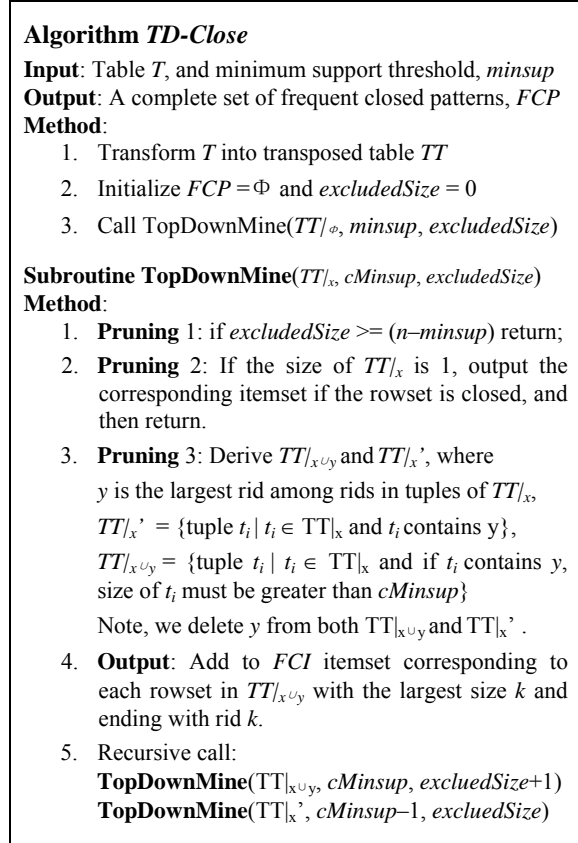 Algorithm TD-Close
Input: Table T, and minimum support threshold, minsup
Output: A complete set of frequent closed patterns, FCP
Method:
1. Transform T into transposed table TT
2. Initialize FCP =Φ and excludedSize = 0
3. Call TopDownMine(TT|Φ, minsup, excludedSize)
Subroutine TopDownMine(TT|x, cMinsup, excludedSize)
Method:
1. Pruning 1: if excludedSize >= (n–minsup) return;
2. Pruning 2: If the size of TT|x is 1, output the
corresponding itemset if the rowset is closed, and
then return.
3. Pruning 3: Derive TT|x∪y and TT|x’, where
y is the largest rid among rids in tuples of TT|x,
TT|x’ = {tuple ti | ti ∈ TT|x and ti contains y},
TT|x∪y = {tuple ti | ti ∈ TT|x and if ti contains y,
size of ti must be greater than cMinsup}
Note, we delete y from both TT|x∪y and TT|x’ .
4. Output: Add to FCI itemset corresponding to
each rowset in TT|x∪y with the largest size k and
ending with rid k.
5. Recursive call:
TopDownMine(TT|x∪y, cMinsup, excluedSize+1)
TopDownMine(TT|x’, cMinsup–1, excluedSize)